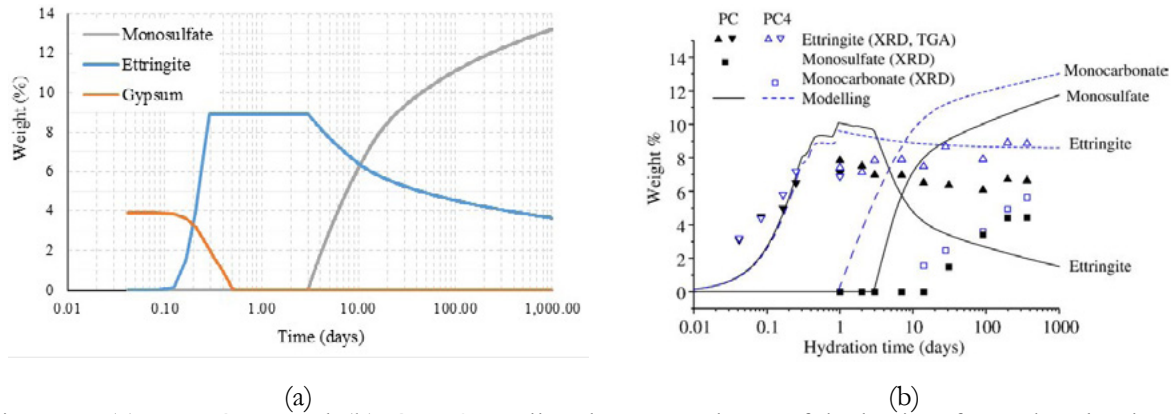 14
12
10
8
6
4
2
0
Weight (%)
Monosulfate
Ettringite
Gypsum
0.01
0.10
1.00
10.00
100.00
1,000.00
Time (days)
(a)
PC PC4
Ettringite (XRD, TGA)
Monosulfate (XRD)
Monocarbonate (XRD)
Modelling
14
12
10
8
6
4
2
0
Weight %
Monocarbonate
Monosulfate
Ettringite
Ettringite
0.01
0.1
1
10
100
1000
Hydration time (days)
(b)